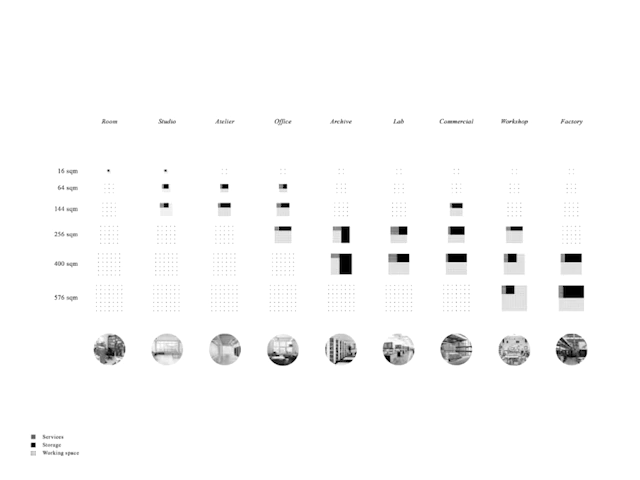 Room Studio Atelier Office Archive Lab Commercial Workshop Factory
16 sqm
64 sqm
144 sqm
256 sqm
400 sqm
576 sqm
Services
Storage
Working space